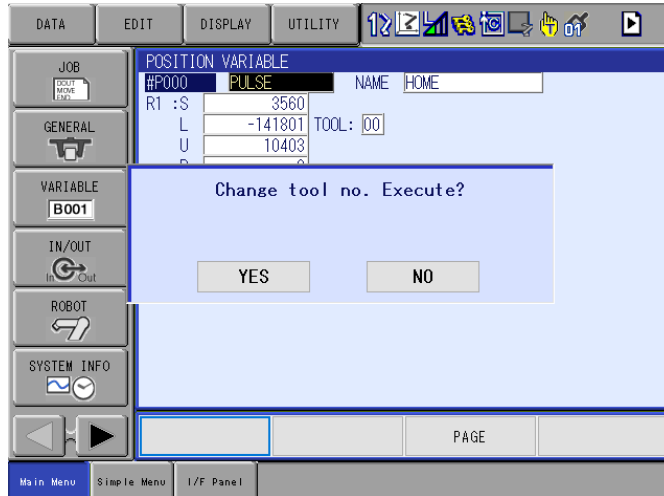 DATA EDIT DISPLAY UTILITY
JOB
DOUT
MOVE
END
GENERAL
VARIABLE
B001
IN/OUT
In Out
ROBOT
SYSTEM INFO
POSITION VARIABLE
#P000 PULSE NAME HOME
R1 :S 3560
L -141801 TOOL: 00
U 10403
Change tool no. Execute?
YES NO
PAGE
Main Menu Simple Menu I/F Panel